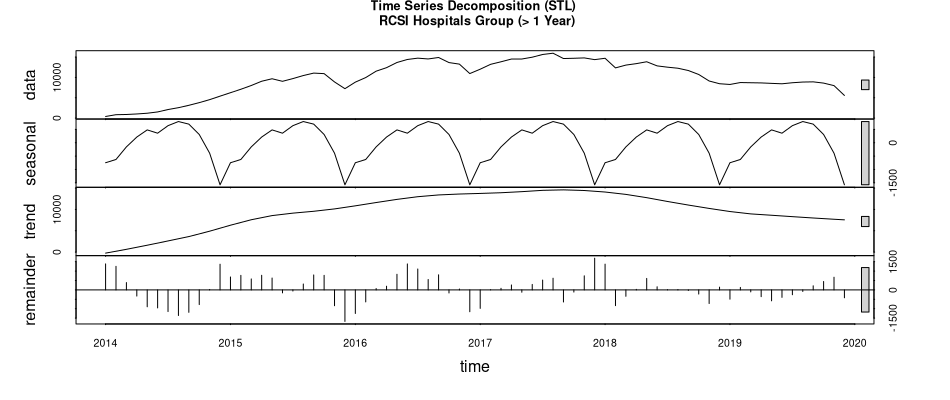 Time Series Decomposition (STL)
RCSI Hospitals Group (> 1 Year)
data
0 10000
seasonal
-1500 0
trend
0 10000
remainder
-1500 0 1500
2014 2015 2016 2017 2018 2019 2020
time